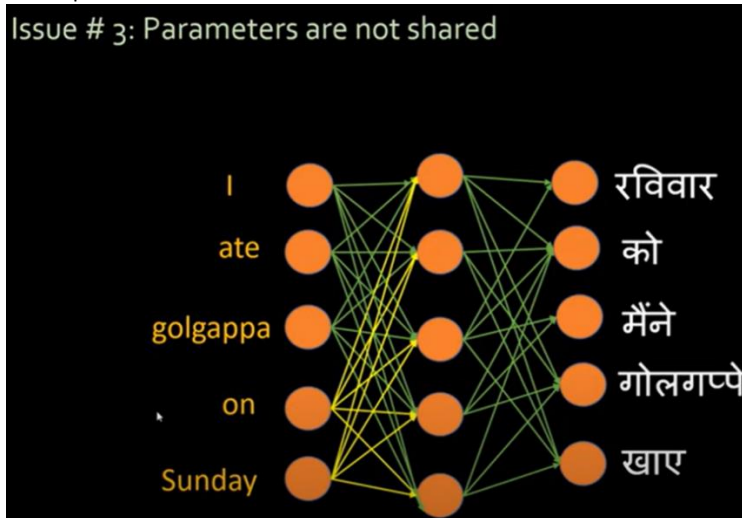 Issue # 3: Parameters are not shared
I
ate
golgappa
on
Sunday
रविवार
को
मैंने
गोलगप्पे
खाए